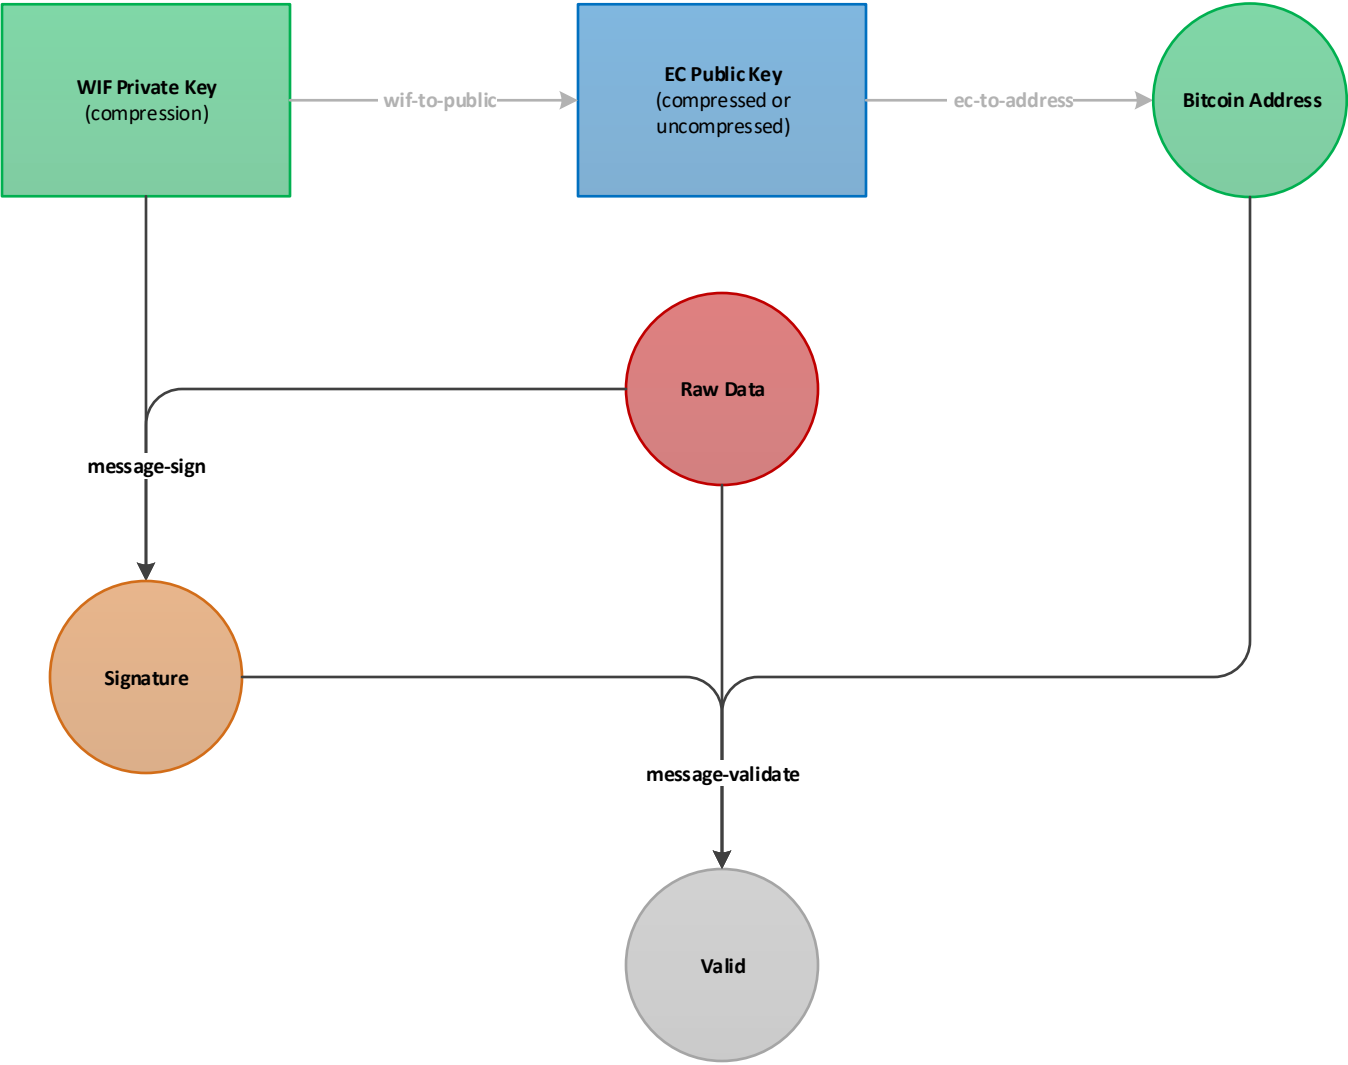 WIF Private Key
(compression)
wif-to-public
EC Public Key
(compressed or
uncompressed)
ec-to-address
Bitcoin Address
Raw Data
message-sign
Signature
message-validate
Valid